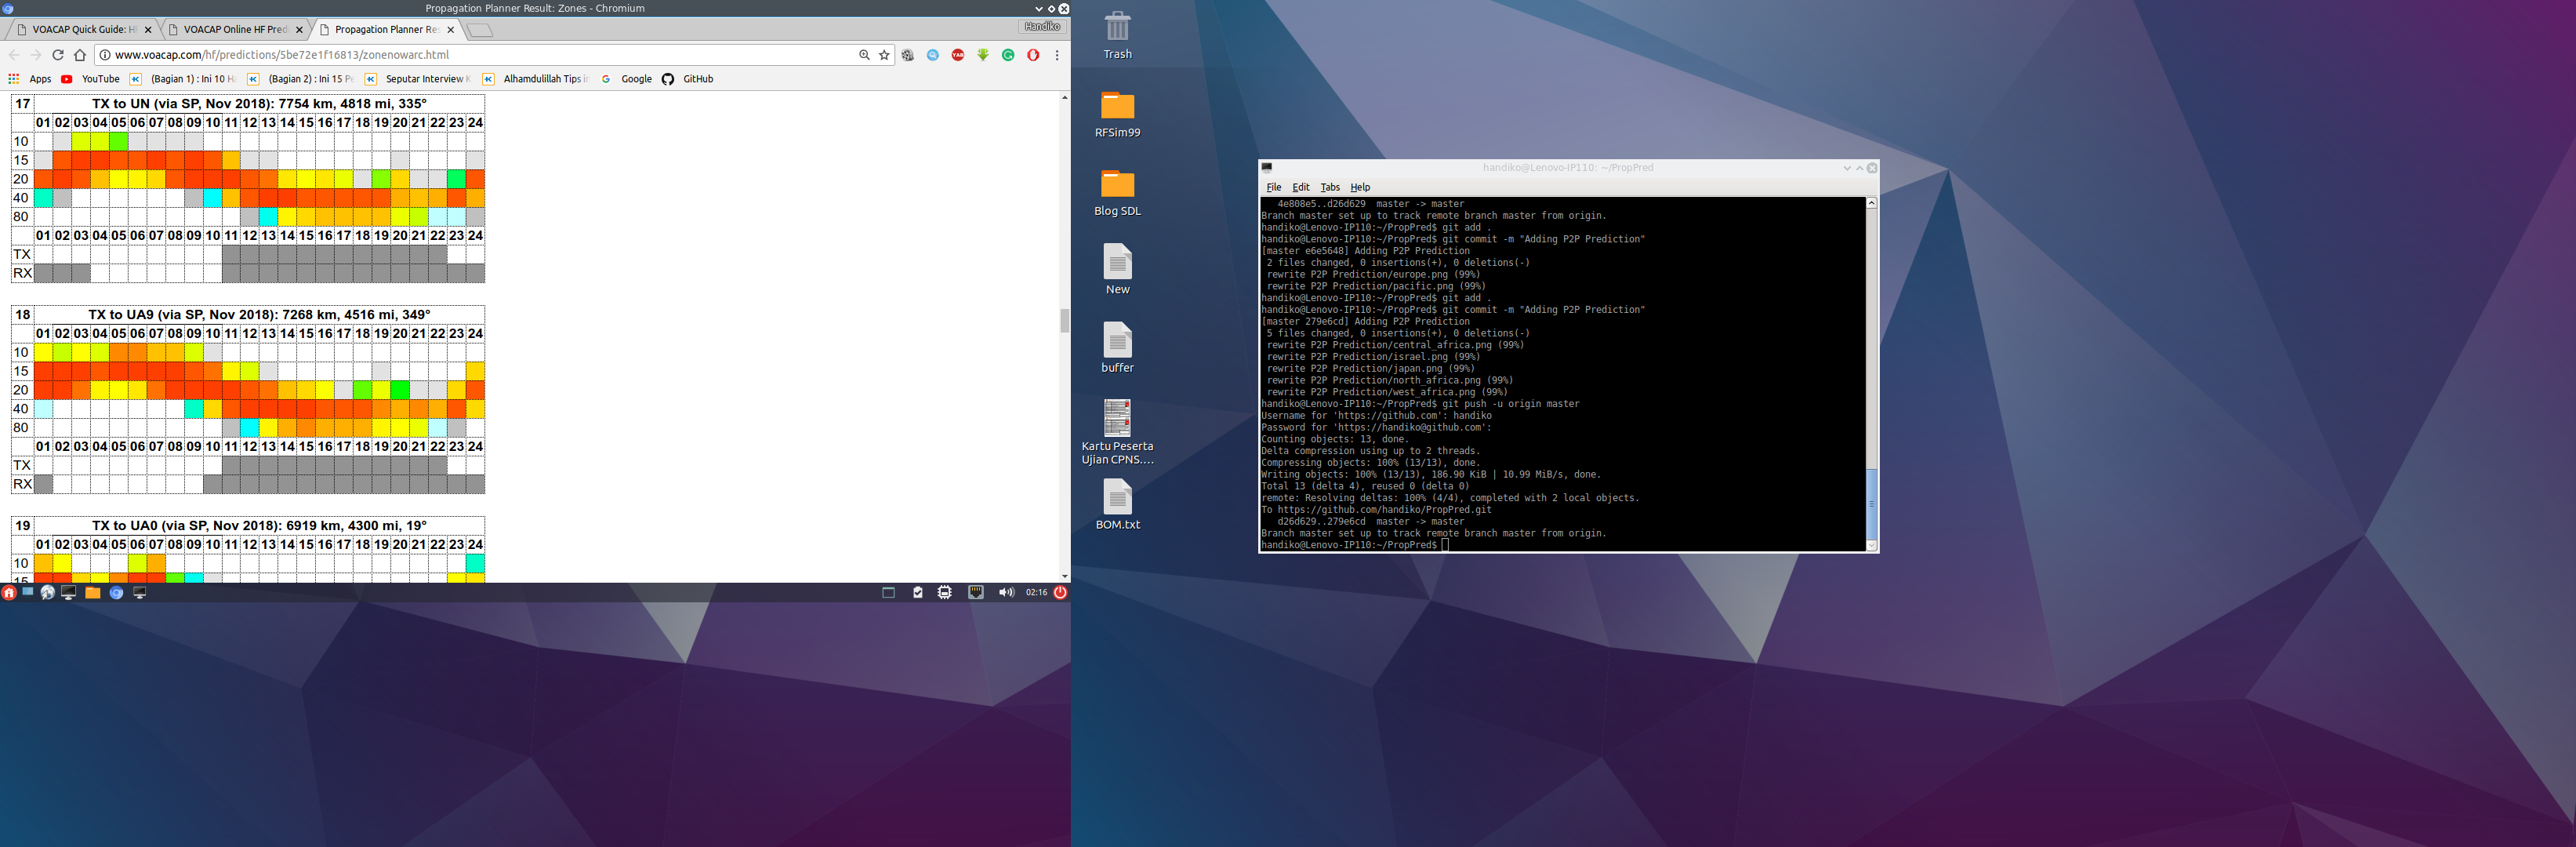 Propagation Planner Result: Zones - Chromium
VOACAP Quick Guide: H
VOACAP Online HF Pred
Propagation Planner Res
Handiko
www.voacap.com/hf/predictions/5be72e1f16813/zonenowarc.html
Apps
YouTube
(Bagian 1) : Ini 10 H
(Bagian 2) : Ini 15 P
Seputar Interview K
Alhamdulillah Tips in
Google
GitHub
17 TX to UN (via SP, Nov 2018): 7754 km, 4818 mi, 335°
01 02 03 04 05 06 07 08 09 10 11 12 13 14 15 16 17 18 19 20 21 22 23 24
10
15
20
40
80
01 02 03 04 05 06 07 08 09 10 11 12 13 14 15 16 17 18 19 20 21 22 23 24
TX
RX
18 TX to UA9 (via SP, Nov 2018): 7268 km, 4516 mi, 349°
01 02 03 04 05 06 07 08 09 10 11 12 13 14 15 16 17 18 19 20 21 22 23 24
10
15
20
40
80
01 02 03 04 05 06 07 08 09 10 11 12 13 14 15 16 17 18 19 20 21 22 23 24
TX
RX
19 TX to UA0 (via SP, Nov 2018): 6919 km, 4300 mi, 19°
01 02 03 04 05 06 07 08 09 10 11 12 13 14 15 16 17 18 19 20 21 22 23 24
10
15
02:16
Trash
RFSim99
Blog SDL
New
buffer
Kartu Peserta
Ujian CPNS....
BOM.txt
handiko@Lenovo-IP110: ~/PropPred
File Edit Tabs Help
4e808e5..d26d629 master -> master
Branch master set up to track remote branch master from origin.
handiko@Lenovo-IP110:~/PropPred$ git add .
handiko@Lenovo-IP110:~/PropPred$ git commit -m "Adding P2P Prediction"
[master e6e5648] Adding P2P Prediction
2 files changed, 0 insertions(+), 0 deletions(-)
rewrite P2P Prediction/europe.png (99%)
rewrite P2P Prediction/pacific.png (99%)
handiko@Lenovo-IP110:~/PropPred$ git add .
handiko@Lenovo-IP110:~/PropPred$ git commit -m "Adding P2P Prediction"
[master 279e6cd] Adding P2P Prediction
5 files changed, 0 insertions(+), 0 deletions(-)
rewrite P2P Prediction/central_africa.png (99%)
rewrite P2P Prediction/israel.png (99%)
rewrite P2P Prediction/japan.png (99%)
rewrite P2P Prediction/north_africa.png (99%)
rewrite P2P Prediction/west_africa.png (99%)
handiko@Lenovo-IP110:~/PropPred$ git push -u origin master
Username for 'https://github.com': handiko
Password for 'https://handiko@github.com':
Counting objects: 13, done.
Delta compression using up to 2 threads.
Compressing objects: 100% (13/13), done.
Writing objects: 100% (13/13), 186.90 KiB | 10.99 MiB/s, done.
Total 13 (delta 4), reused 0 (delta 0)
remote: Resolving deltas: 100% (4/4), completed with 2 local objects.
To https://github.com/handiko/PropPred.git
d26d629..279e6cd master -> master
Branch master set up to track remote branch master from origin.
handiko@Lenovo-IP110:~/PropPred$